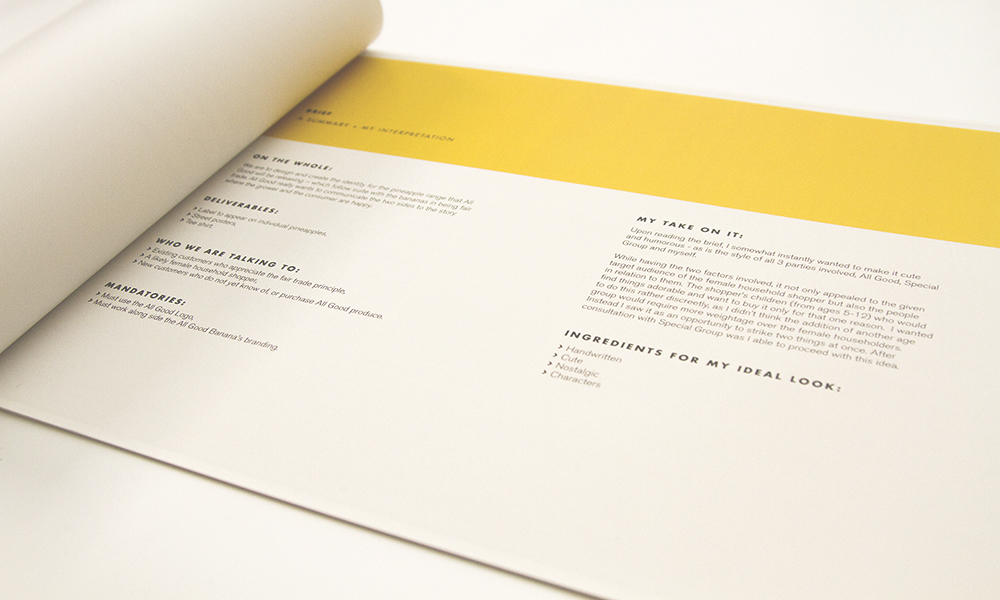 BRIEF
A SUMMARY + MY INTERPRETATION
ON THE WHOLE:
We are to design and create the identity for the pineapple range that All
Good will be releasing – which follow suite with the bananas in being fair
trade. All Good really wants to communicate the two sides to the story
where the grower and the consumer are happy.
DELIVERABLES:
> Label to appear on individual pineapples,
> Street posters,
> Tee shirt.
WHO WE ARE TALKING TO:
> Existing customers who appreciate the fair trade principle,
> A likely female household shopper,
> New customers who do not yet know of, or purchase All Good produce.
MANDATORIES:
> Must use the All Good Logo,
> Must work along side the All Good Banana's branding.
MY TAKE ON IT:
Upon reading the brief, I somewhat instantly wanted to make it cute
and humorous - as is the style of all 3 parties involved, All Good, Special
Group and myself.
While having the two factors involved, it not only appealed to the given
target audience of the female household shopper but also the people
in relation to them. The shopper's children (from ages 5-12) who would
find things adorable and want to buy it only for that one reason. I wanted
to do this rather discreetly, as I didn't think the addition of another age
group would require more weightage over the female householders.
Instead I saw it as an opportunity to strike two things at once. After
consultation with Special Group was I able to proceed with this idea.
INGREDIENTS FOR MY IDEAL LOOK:
> Handwritten
> Cute
> Nostalgic
> Characters